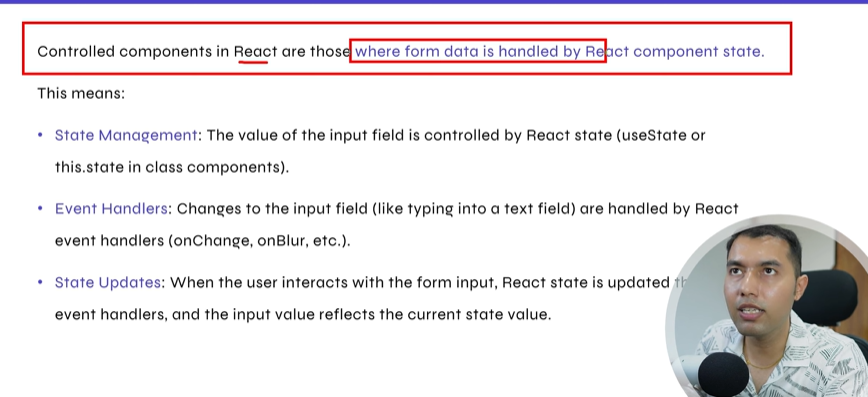 Controlled components in React are those where form data is handled by React component state.
This means:
• State Management: The value of the input field is controlled by React state (useState or
this.state in class components).
• Event Handlers: Changes to the input field (like typing into a text field) are handled by React
event handlers (onChange, onBlur, etc.).
• State Updates: When the user interacts with the form input, React state is updated
event handlers, and the input value reflects the current state value.